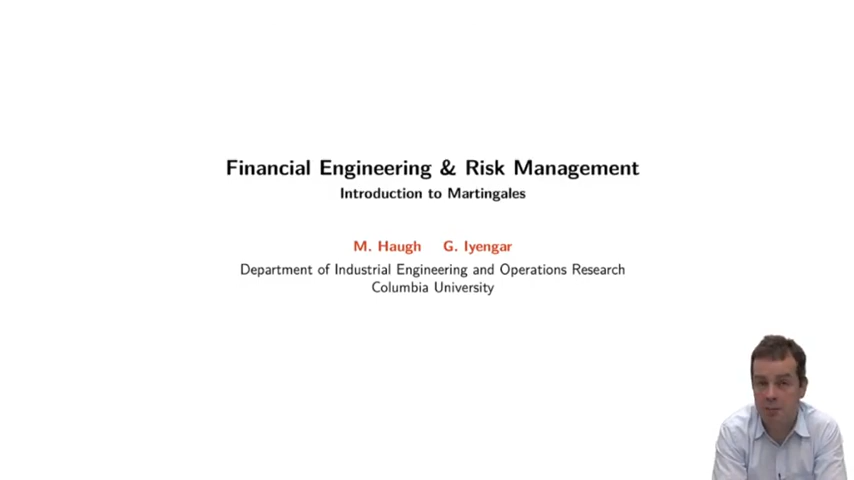 Financial Engineering & Risk Management
Introduction to Martingales
M. Haugh G. Iyengar
Department of Industrial Engineering and Operations Research
Columbia University